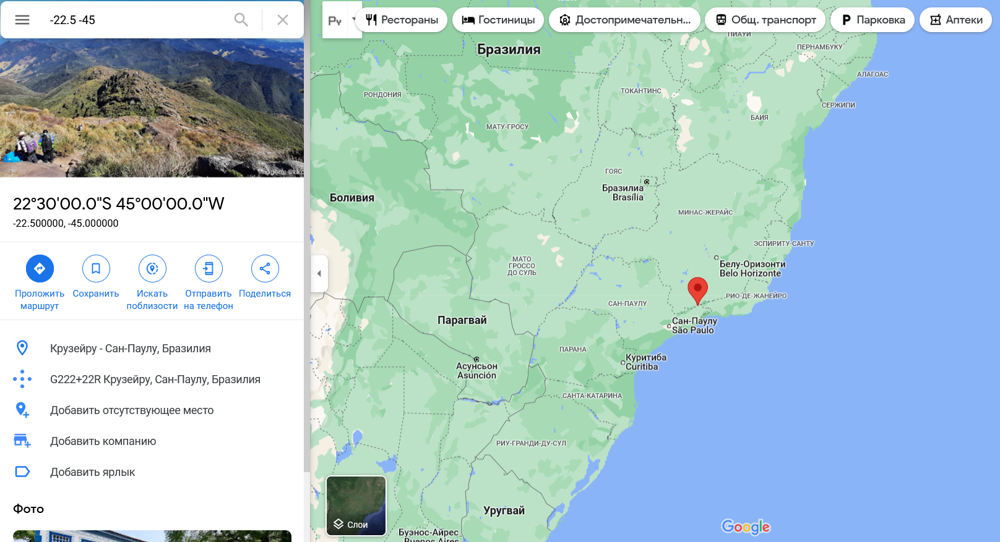 -22.5 -45
22°30'00.0"S 45°00'00.0"W
-22.500000, -45.000000
Проложить
маршрут
Сохранить
Искать
поблизости
Отправить
на телефон
Поделиться
Крузейру - Сан-Паулу, Бразилия
G222+22R Крузейру, Сан-Паулу, Бразилия
Добавить отсутствующее место
Добавить компанию
Добавить ярлык
Фото
Рестораны
Гостиницы
Достопримечательн...
Общ. транспорт
Парковка
Аптеки
Бразилия
ПИАУИ
ПЕРНАМБУКУ
АЛАГОАС
СЕРЖИПИ
ТОКАНТИНС
РОНДОНИЯ
БАИЯ
МАТУ-ГРОСУ
ГОЯС
Бразилиа
Brasília
Боливия
МИНАС-ЖЕРАЙС
ЭСПИРИТУ-САНТУ
МАТО
ГРОССО
ДО СУЛЬ
Белу-Оризонти
Belo Horizonte
РИО-ДЕ-ЖАНЕЙРО
САН-ПАУЛУ
Сан-Паулу
São Paulo
Парагвай
ПАРАНА
Куритиба
Curitiba
Асунсьон
Asunción
САНТА-КАТАРИНА
РИУ-ГРАНДИ-ДУ-СУЛ
Уругвай
Буэнос-Айрес
Buenos Aires
Слои
Google